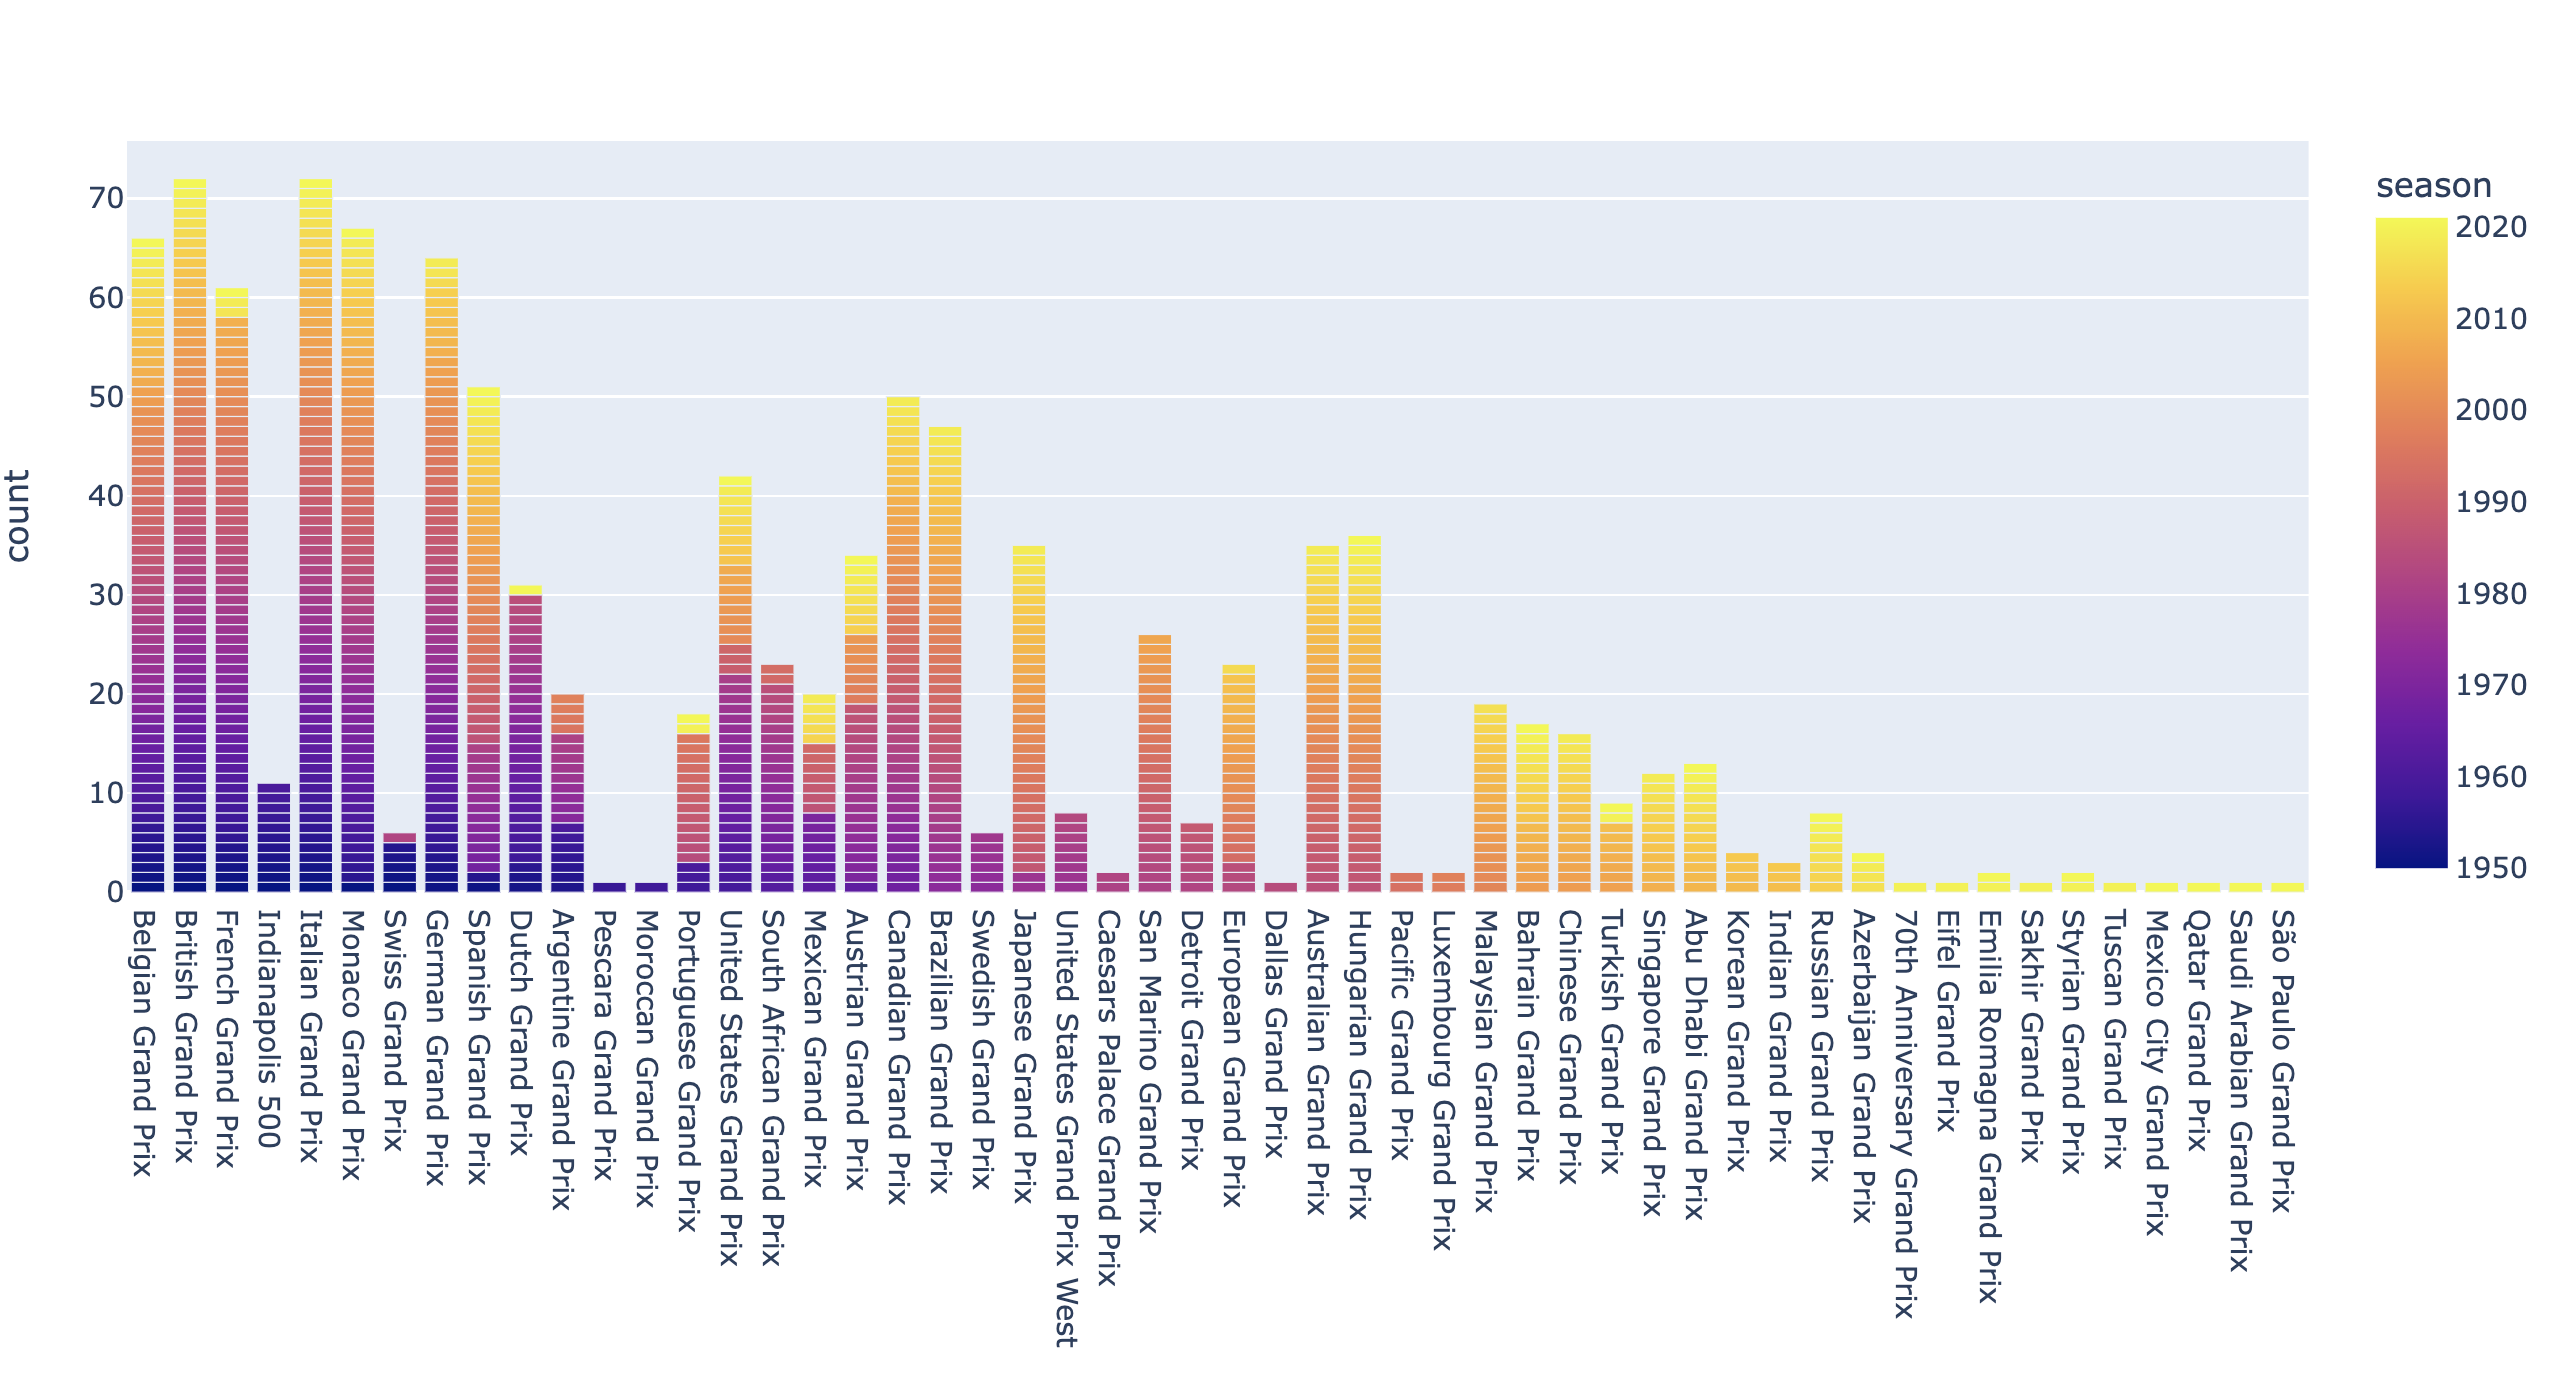 count
70
60
50
40
30
20
10
0
Belgian Grand Prix
British Grand Prix
French Grand Prix
Indianapolis 500
Italian Grand Prix
Monaco Grand Prix
Swiss Grand Prix
German Grand Prix
Spanish Grand Prix
Dutch Grand Prix
Argentine Grand Prix
Pescara Grand Prix
Moroccan Grand Prix
Portuguese Grand Prix
United States Grand Prix
South African Grand Prix
Mexican Grand Prix
Austrian Grand Prix
Canadian Grand Prix
Brazilian Grand Prix
Swedish Grand Prix
Japanese Grand Prix
United States Grand Prix West
Caesars Palace Grand Prix
San Marino Grand Prix
Detroit Grand Prix
European Grand Prix
Dallas Grand Prix
Australian Grand Prix
Hungarian Grand Prix
Pacific Grand Prix
Luxembourg Grand Prix
Malaysian Grand Prix
Bahrain Grand Prix
Chinese Grand Prix
Turkish Grand Prix
Singapore Grand Prix
Abu Dhabi Grand Prix
Korean Grand Prix
Indian Grand Prix
Russian Grand Prix
Azerbaijan Grand Prix
70th Anniversary Grand Prix
Eifel Grand Prix
Emilia Romagna Grand Prix
Sakhir Grand Prix
Styrian Grand Prix
Tuscan Grand Prix
Mexico City Grand Prix
Qatar Grand Prix
Saudi Arabian Grand Prix
São Paulo Grand Prix
season
2020
2010
2000
1990
1980
1970
1960
1950